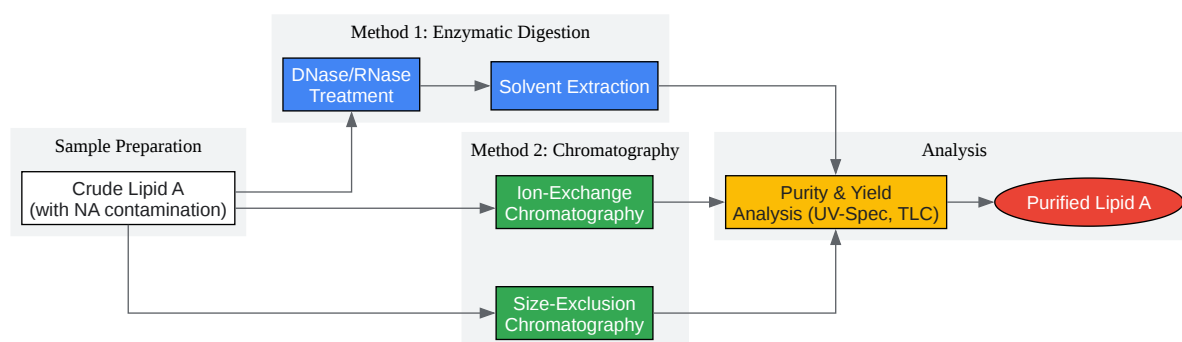 Method 1: Enzymatic Digestion
DNase/RNase
Treatment
Solvent Extraction
Sample Preparation
Crude Lipid A
(with NA contamination)
Method 2: Chromatography
Ion-Exchange
Chromatography
Size-Exclusion
Chromatography
Analysis
Purity & Yield
Analysis (UV-Spec, TLC)
Purified Lipid A